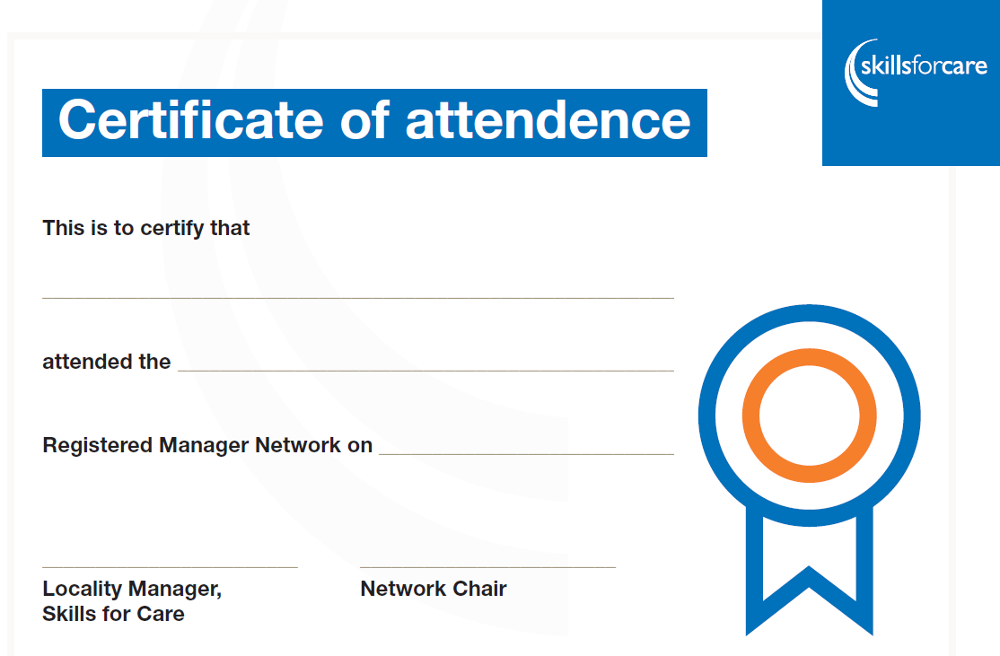 skillsforcare
Certificate of attendence
This is to certify that
attended the
Registered Manager Network on
Locality Manager,
Skills for Care
Network Chair